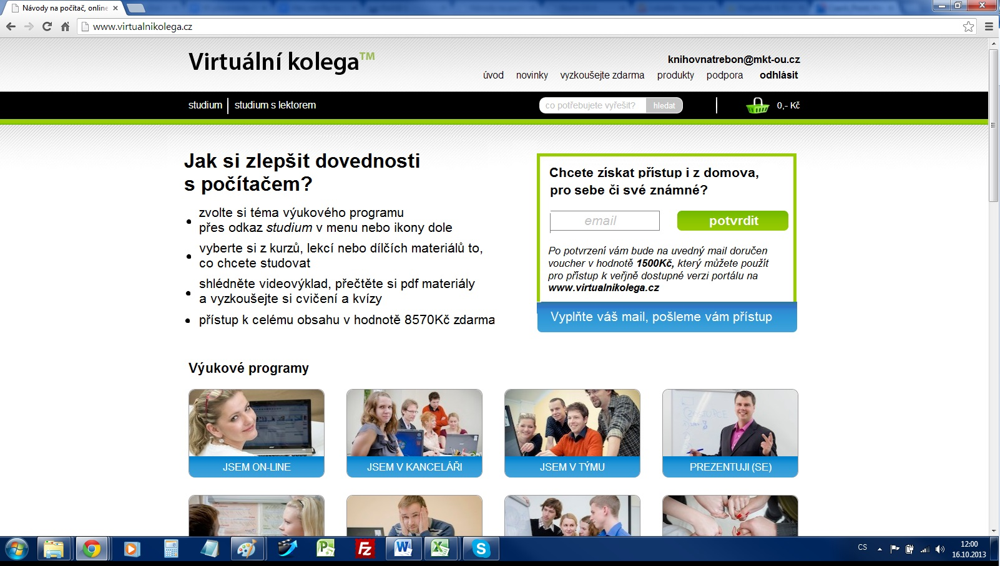 Návody na počítač, online
www.virtualnikolega.cz
Virtuální kolega™
knihovnatrebon@mkt-ou.cz
úvod novinky vyzkoušejte zdarma produkty podpora odhlásit
studium studium s lektorem
co potřebujete vyřešit? hledat
0,- Kč
Jak si zlepšit dovednosti
s počítačem?
zvolte si téma výukového programu
přes odkaz studium v menu nebo ikony dole
vyberte si z kurzů, lekcí nebo dílčích materiálů to,
co chcete studovat
shlédněte videovýklad, přečtěte si pdf materiály
a vyzkoušejte si cvičení a kvízy
přístup k celému obsahu v hodnotě 8570Kč zdarma
Chcete získat přístup i z domova,
pro sebe či své známné?
email potvrdit
Po potvrzení vám bude na uvedný mail doručen
voucher v hodnotě 1500Kč, který můžete použít
pro přístup k veřjně dostupné verzi portálu na
www.virtualnikolega.cz
Vyplňte váš mail, pošleme vám přístup
Výukové programy
JSEM ON-LINE
JSEM V KANCELÁŘI
JSEM V TÝMU
PREZENTUJI (SE)
CS
12:00
16.10.2013